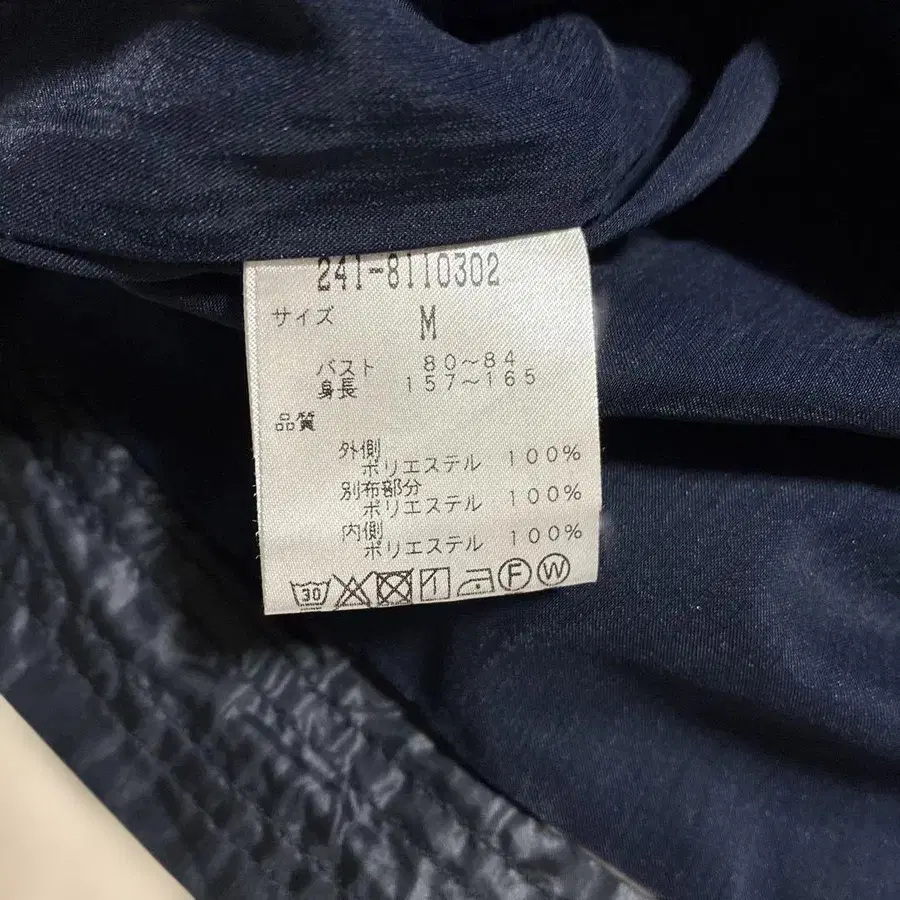 241-8110302
サイズ M
バスト 80～84
身長 157～165
品質
外側
ポリエステル 100%
別布部分
ポリエステル 100%
内側
ポリエステル 100%
30 F W